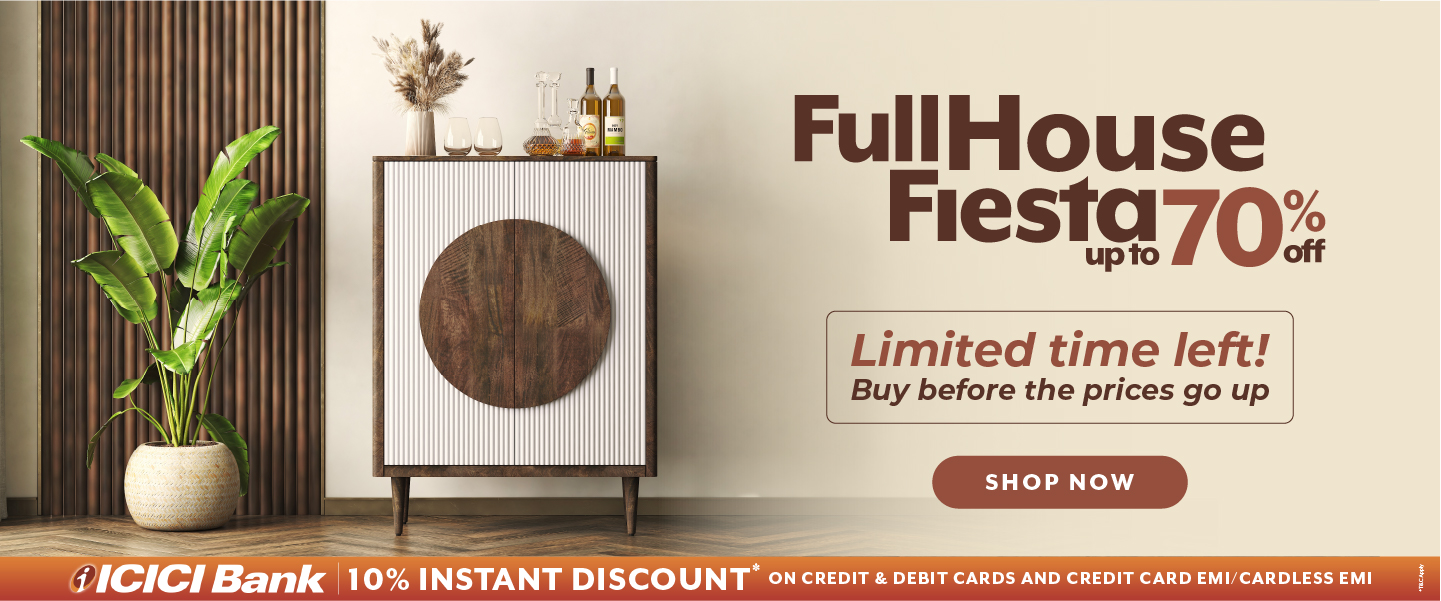 FullHouse
Fiesta
up to 70% off
Limited time left!
Buy before the prices go up
SHOP NOW
ICICI Bank 10% INSTANT DISCOUNT* ON CREDIT & DEBIT CARDS AND CREDIT CARD EMI/CARDLESS EMI
*T&C Apply